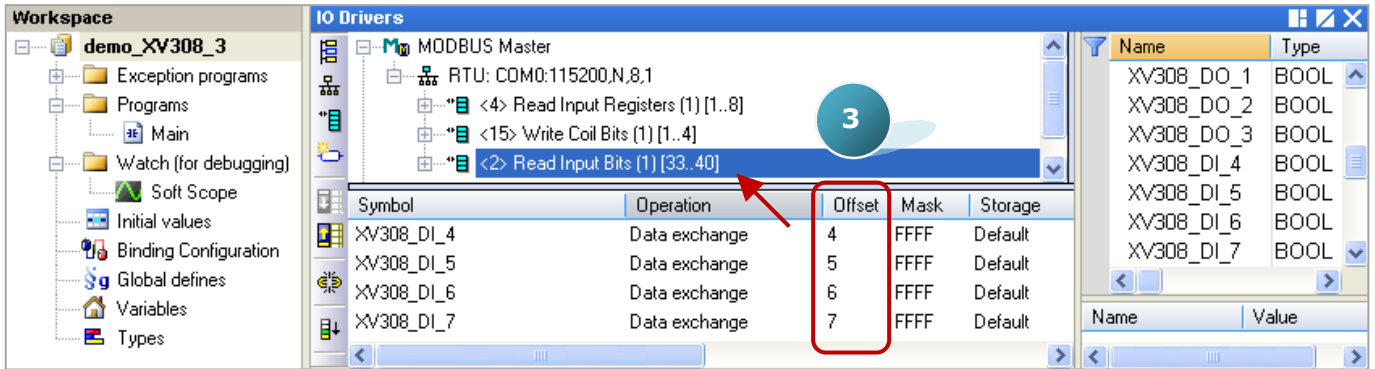 Workspace
demo_XV308_3
Exception programs
Programs
Main
Watch (for debugging)
Soft Scope
Initial values
Binding Configuration
Global defines
Variables
Types
IO Drivers
MODBUS Master
RTU: COM0:115200,N,8,1
<4> Read Input Registers (1) [1..8]
<15> Write Coil Bits (1) [1..4]
<2> Read Input Bits (1) [33..40]
3
Symbol Operation Offset Mask Storage
XV308_DI_4 Data exchange 4 FFFF Default
XV308_DI_5 Data exchange 5 FFFF Default
XV308_DI_6 Data exchange 6 FFFF Default
XV308_DI_7 Data exchange 7 FFFF Default
Name Type
XV308_DO_1 BOOL
XV308_DO_2 BOOL
XV308_DO_3 BOOL
XV308_DI_4 BOOL
XV308_DI_5 BOOL
XV308_DI_6 BOOL
XV308_DI_7 BOOL
Name Value